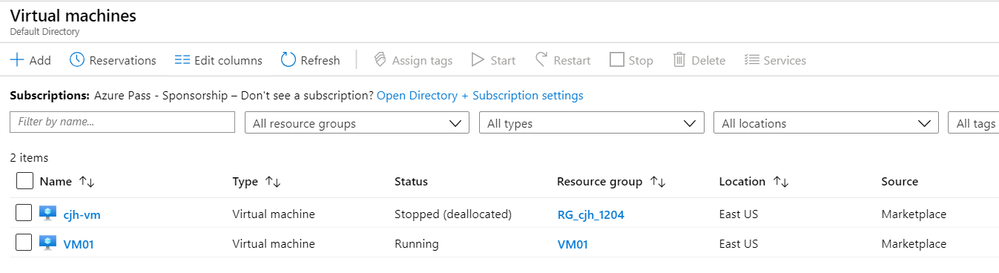 Virtual machines
Default Directory
Add Reservations Edit columns Refresh Assign tags Start Restart Stop Delete Services
Subscriptions: Azure Pass - Sponsorship – Don't see a subscription? Open Directory + Subscription settings
Filter by name... All resource groups All types All locations All tags
2 items
Name Type Status Resource group Location Source
cjh-vm Virtual machine Stopped (deallocated) RG_cjh_1204 East US Marketplace
VM01 Virtual machine Running VM01 East US Marketplace